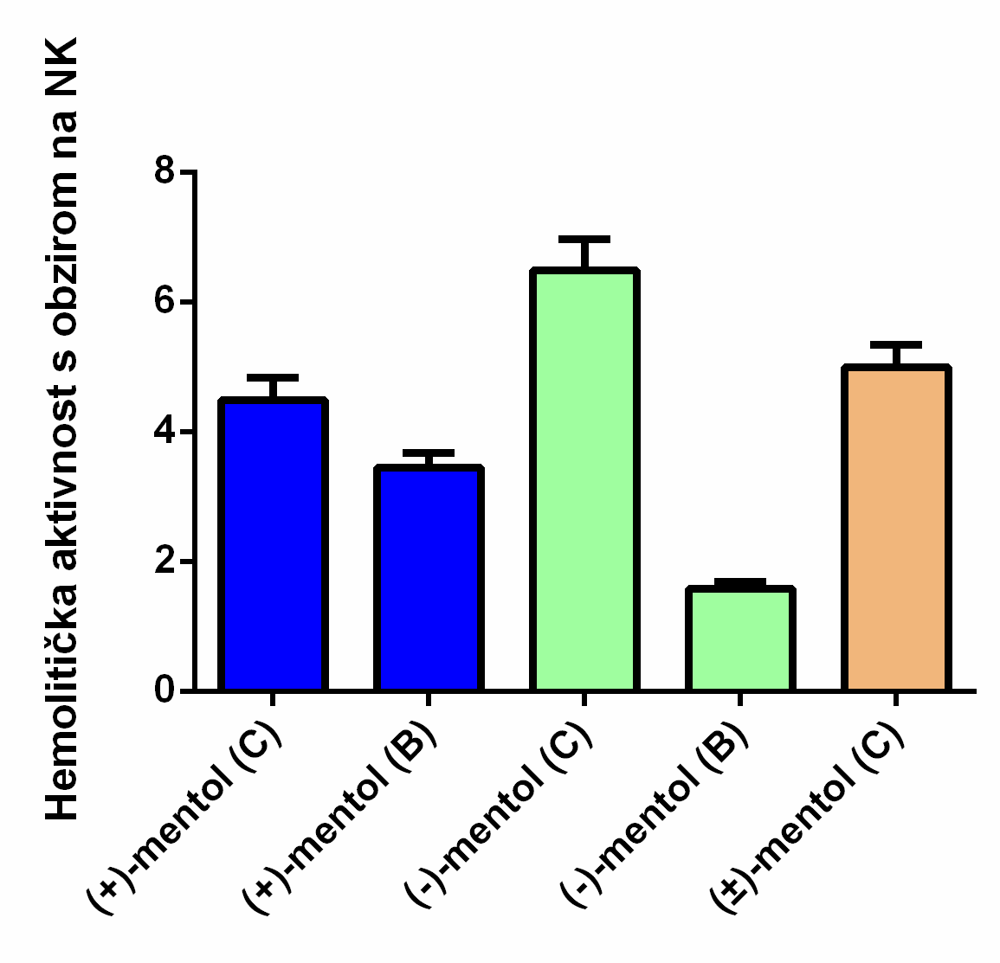 Hemolitička aktivnost s obzirom na NK
8
6
4
2
0
(+)-mentol (C)
(+)-mentol (B)
(-)-mentol (C)
(-)-mentol (B)
(±)-mentol (C)